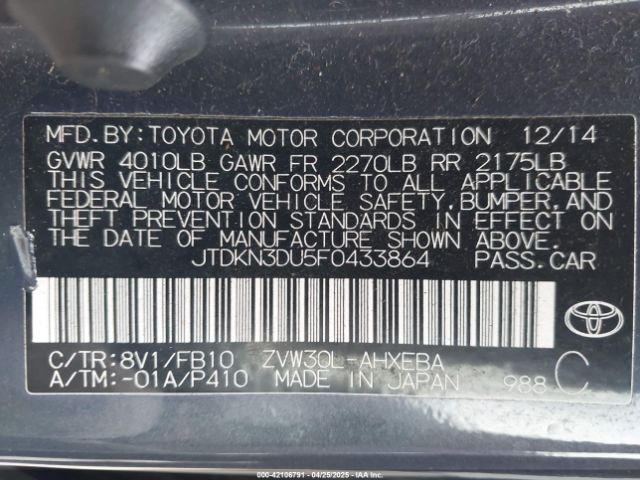 MFD.BY:TOYOTA MOTOR CORPORATION 12/14
GVWR 4010LB GAWR FR 2270LB RR 2175LB
THIS VEHICLE CONFORMS TO ALL APPLICABLE
FEDERAL MOTOR VEHICLE SAFETY,BUMPER,AND
THEFT PREVENTION STANDARDS IN EFFECT ON
THE DATE OF MANUFACTURE SHOWN ABOVE.
JTDKN3DU5F0433864 PASS.CAR
C/TR:8V1/FB10 ZVW30L-AHXEBA
A/TM:-01A/P410 MADE IN JAPAN 988 C
000-42106791 - 04/25/2025 - IAA Inc.